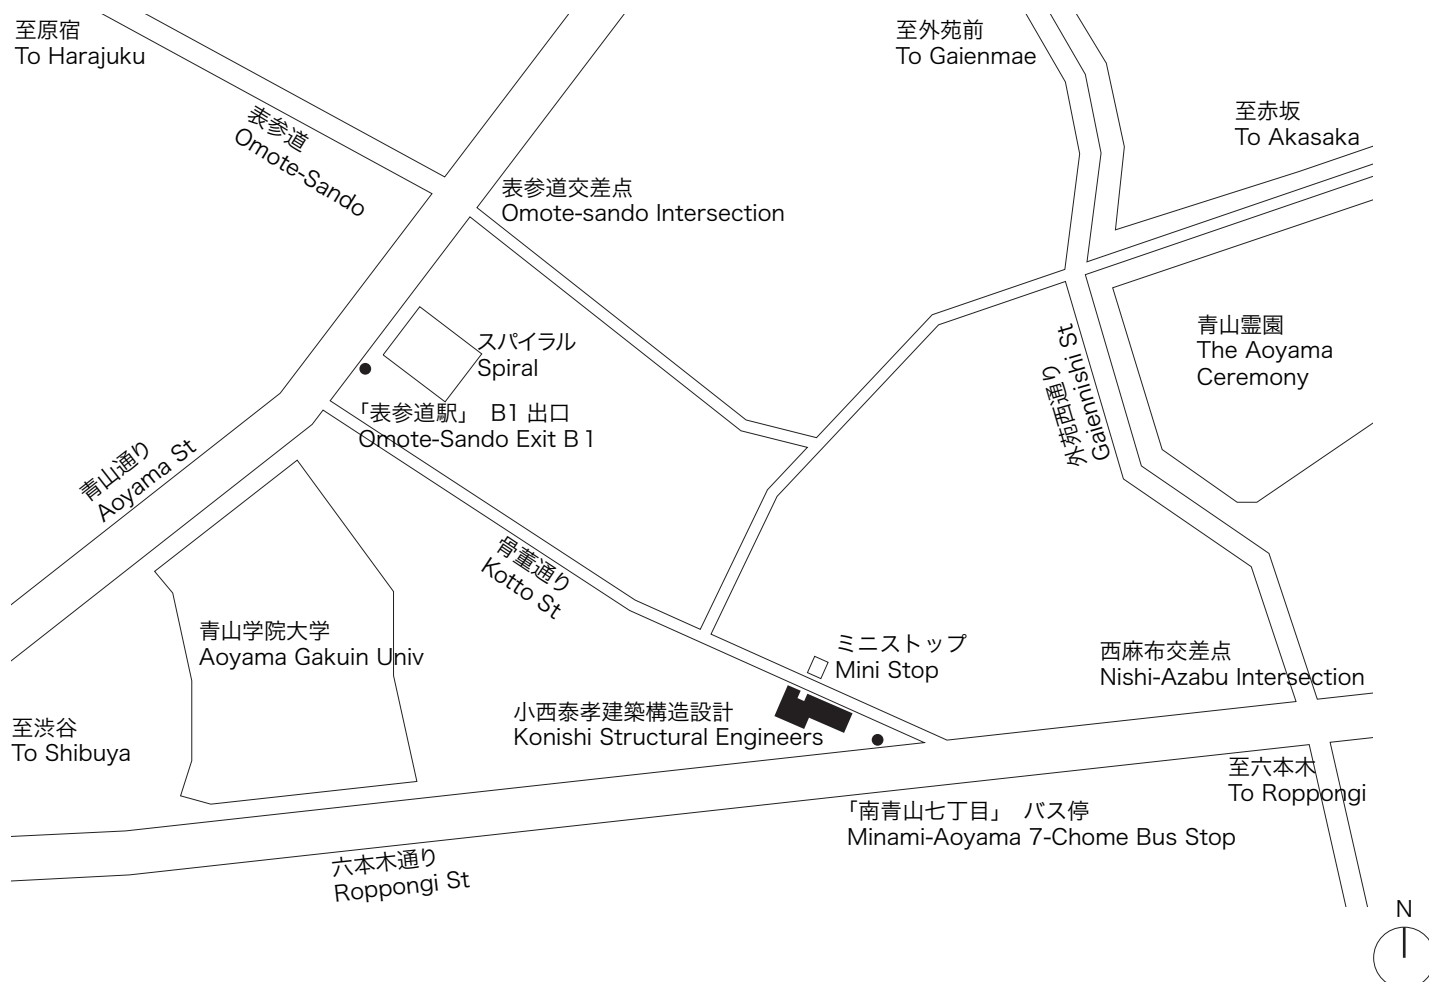 至原宿
To Harajuku
至外苑前
To Gaienmae
至赤坂
To Akasaka
表参道
Omote-Sando
表参道交差点
Omote-sando Intersection
スパイラル
Spiral
青山霊園
The Aoyama
Ceremony
外苑西通り
Gaiennishi St
「表参道駅」 B1 出口
Omote-Sando Exit B1
青山通り
Aoyama St
骨董通り
Kotto St
青山学院大学
Aoyama Gakuin Univ
ミニストップ
Mini Stop
西麻布交差点
Nishi-Azabu Intersection
小西泰孝建築構造設計
Konishi Structural Engineers
至渋谷
To Shibuya
至六本木
To Roppongi
「南青山七丁目」 バス停
Minami-Aoyama 7-Chome Bus Stop
六本木通り
Roppongi St
N